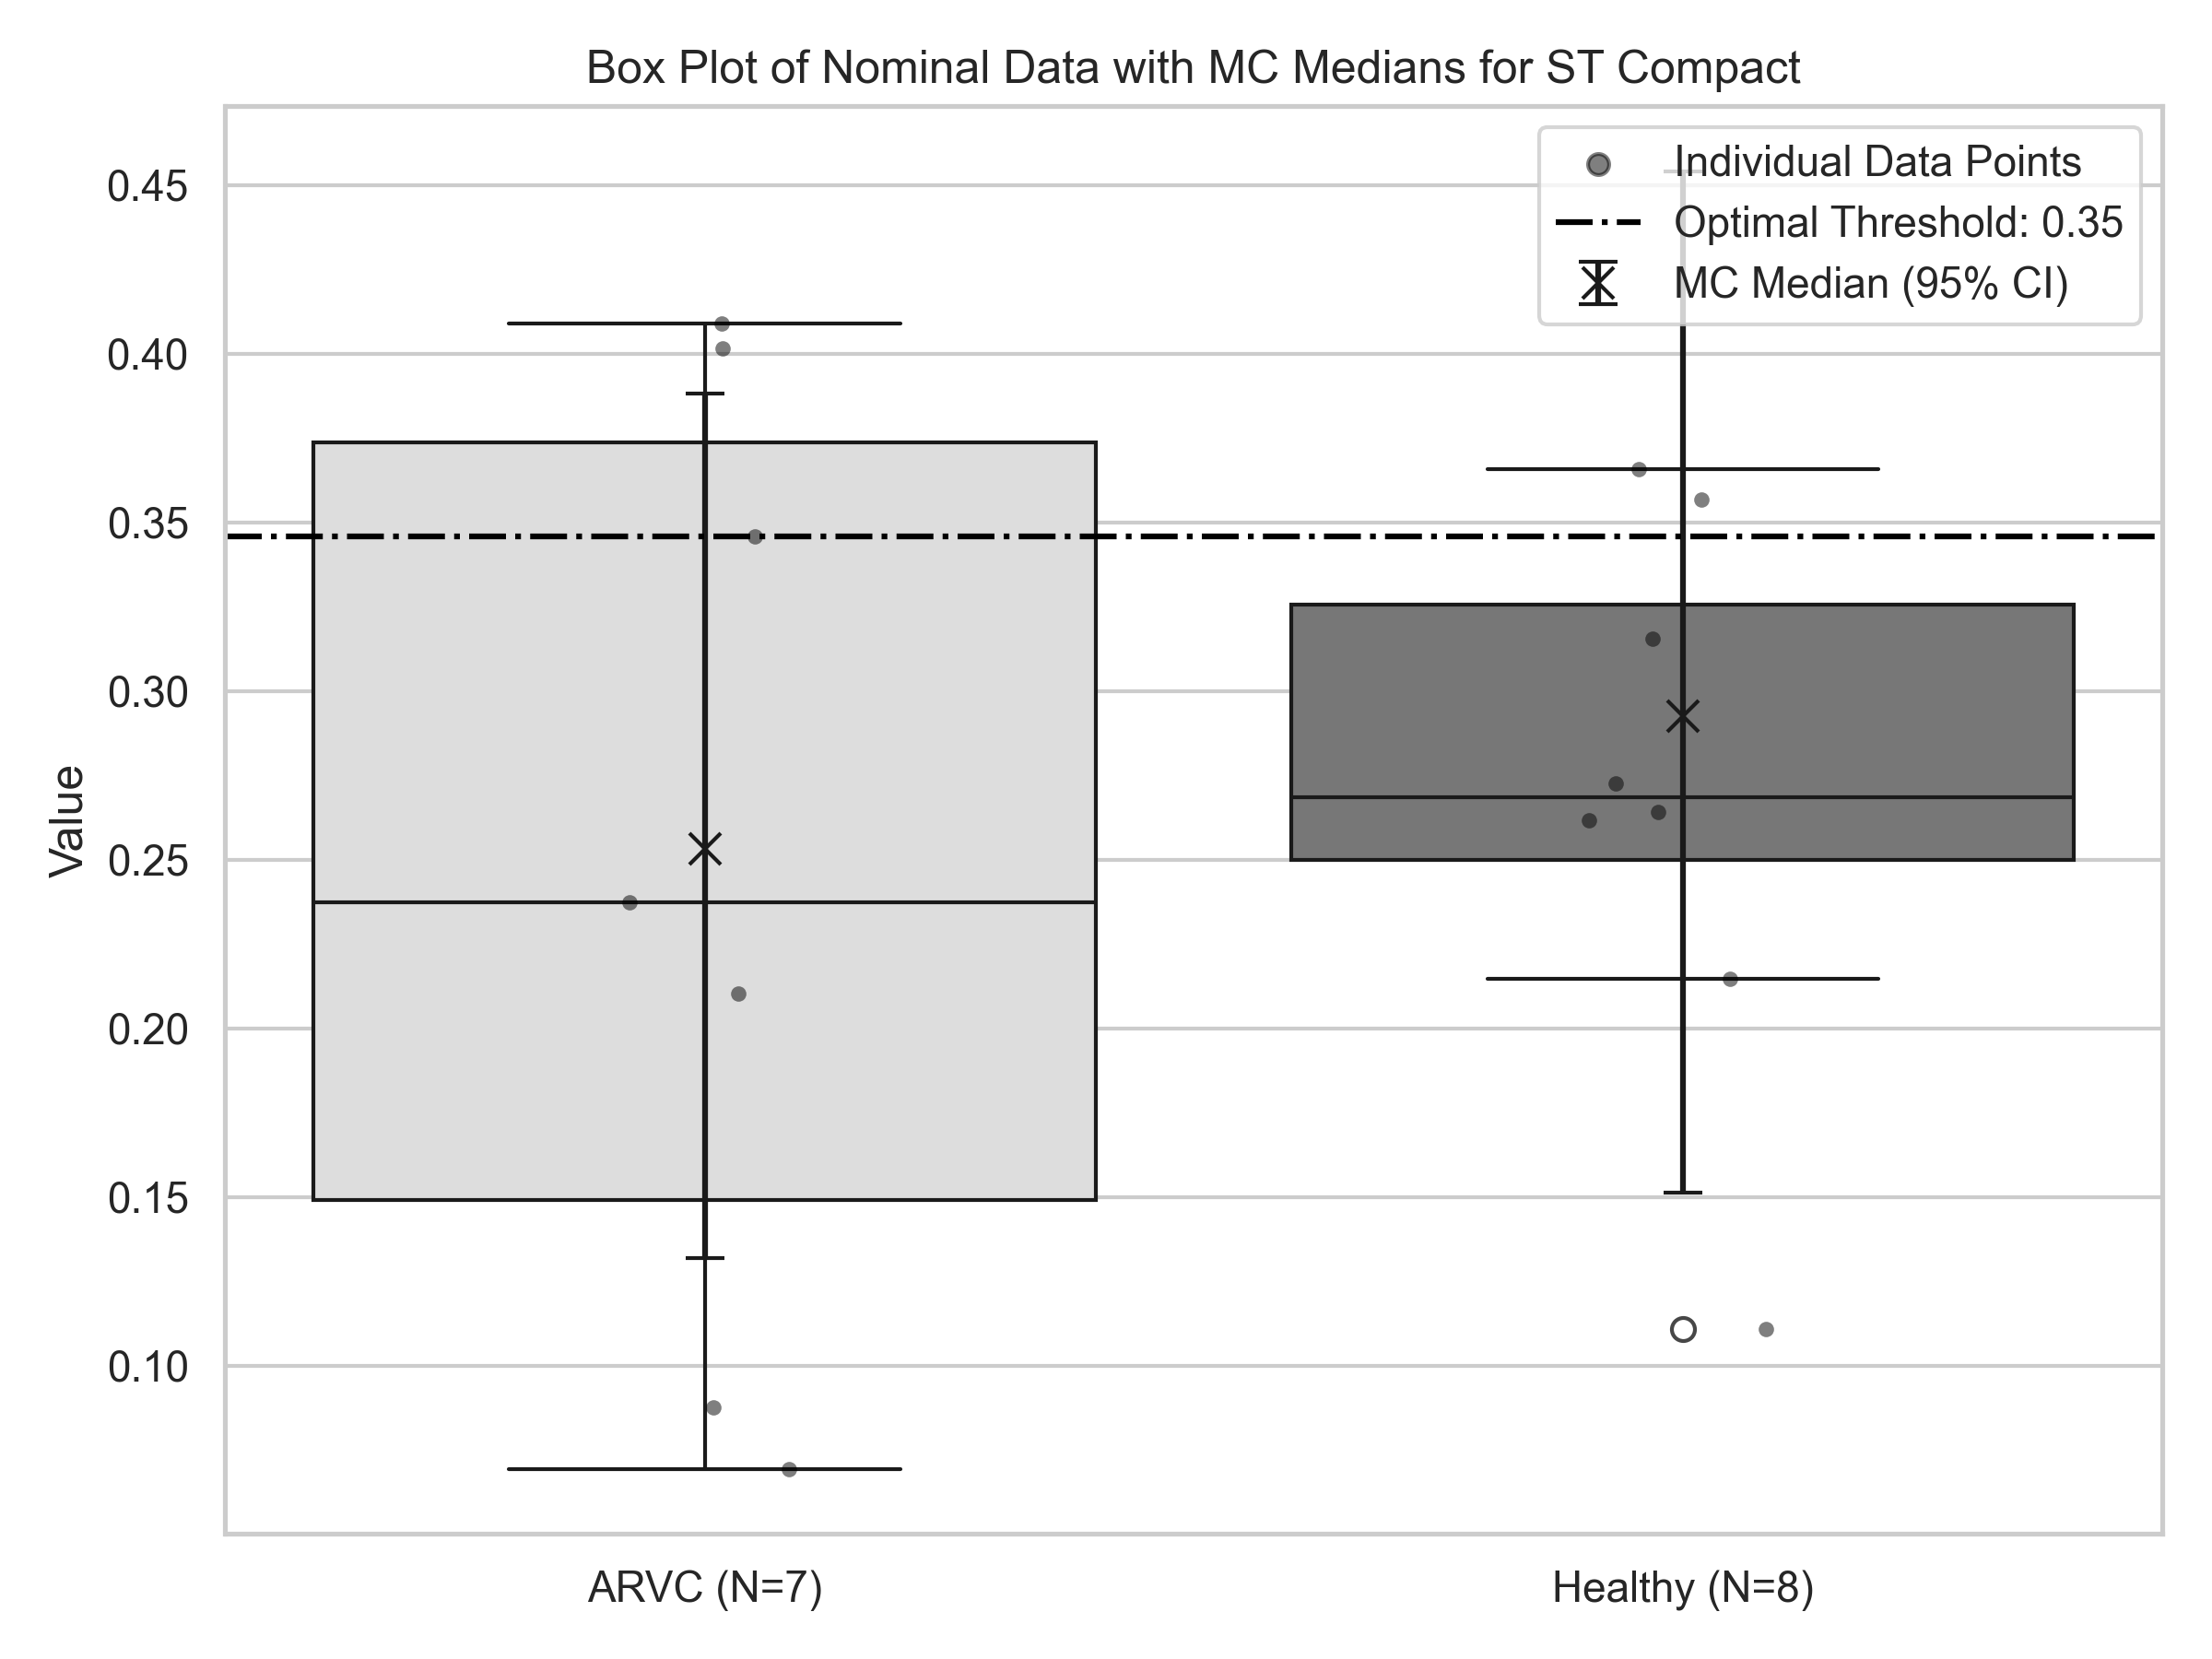 Box Plot of Nominal Data with MC Medians for ST Compact
Individual Data Points
Optimal Threshold: 0.35
MC Median (95% CI)
0.45
0.40
0.35
0.30
0.25
0.20
0.15
0.10
Value
ARVC (N=7)
Healthy (N=8)